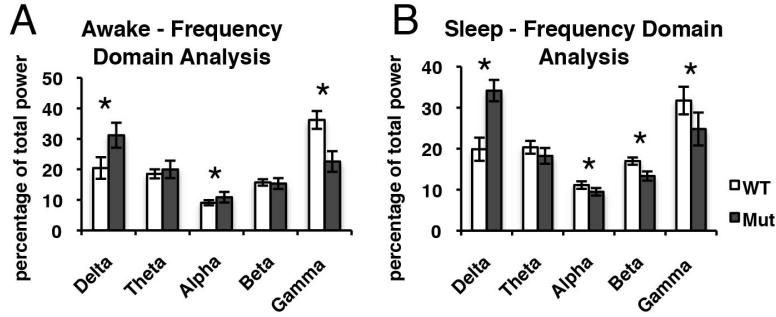 A
Awake - Frequency
Domain Analysis
percentage of total power
50
40
30
20
10
0
*
*
*
Delta
Theta
Alpha
Beta
Gamma
B
Sleep - Frequency Domain
Analysis
percentage of total power
40
30
20
10
0
*
*
*
*
Delta
Theta
Alpha
Beta
Gamma
WT
Mut